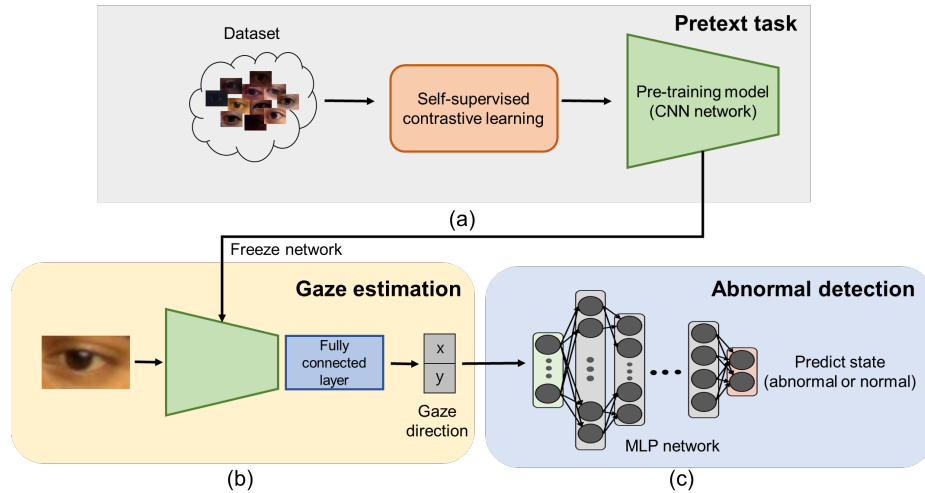 Pretext task
Dataset
Self-supervised
contrastive learning
Pre-training model
(CNN network)
(a)
Freeze network
Gaze estimation
Fully
connected
layer
x
y
Gaze
direction
(b)
Abnormal detection
Predict state
(abnormal or normal)
MLP network
(c)